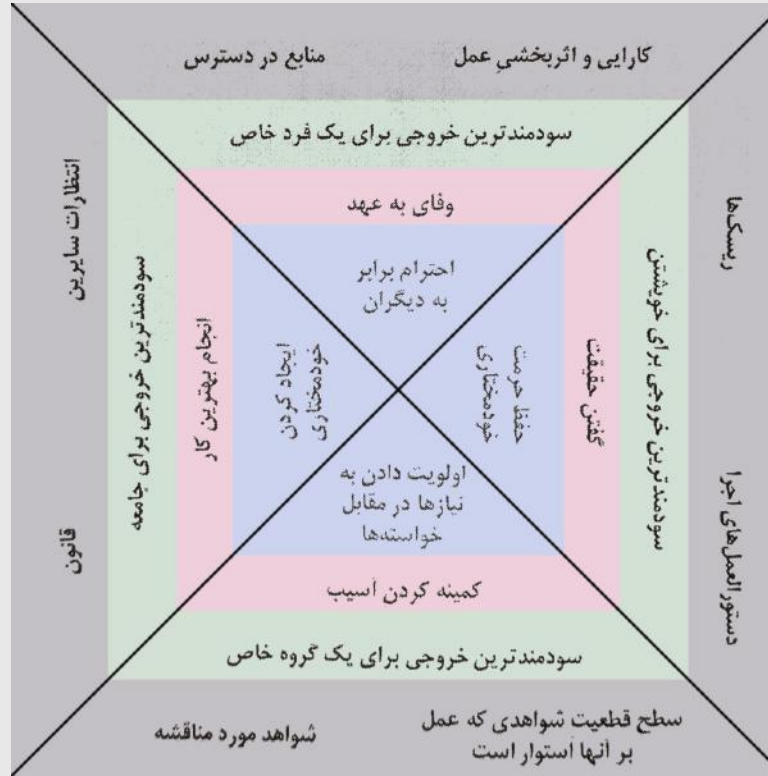 کارایی و اثربخشیِ عمل
منابع در دسترس
سودمندترین خروجی برای یک فرد خاص
وفای به عهد
احترام برابر
به دیگران
ریسک‌ها
دستورالعمل‌های اجرا
سودمندترین خروجی برای خویشتن
گفتن حقیقت
حفظ حرمت
خودمختاری
ایجاد کردن
خودمختاری
انجام بهترین کار
سودمندترین خروجی برای جامعه
انتظارات سایرین
قانون
اولویت دادن به
نیازها در مقابل
خواسته‌ها
کمینه کردن آسیب
سودمندترین خروجی برای یک گروه خاص
سطح قطعیت شواهدی که عمل
بر آنها استوار است
شواهد مورد مناقشه